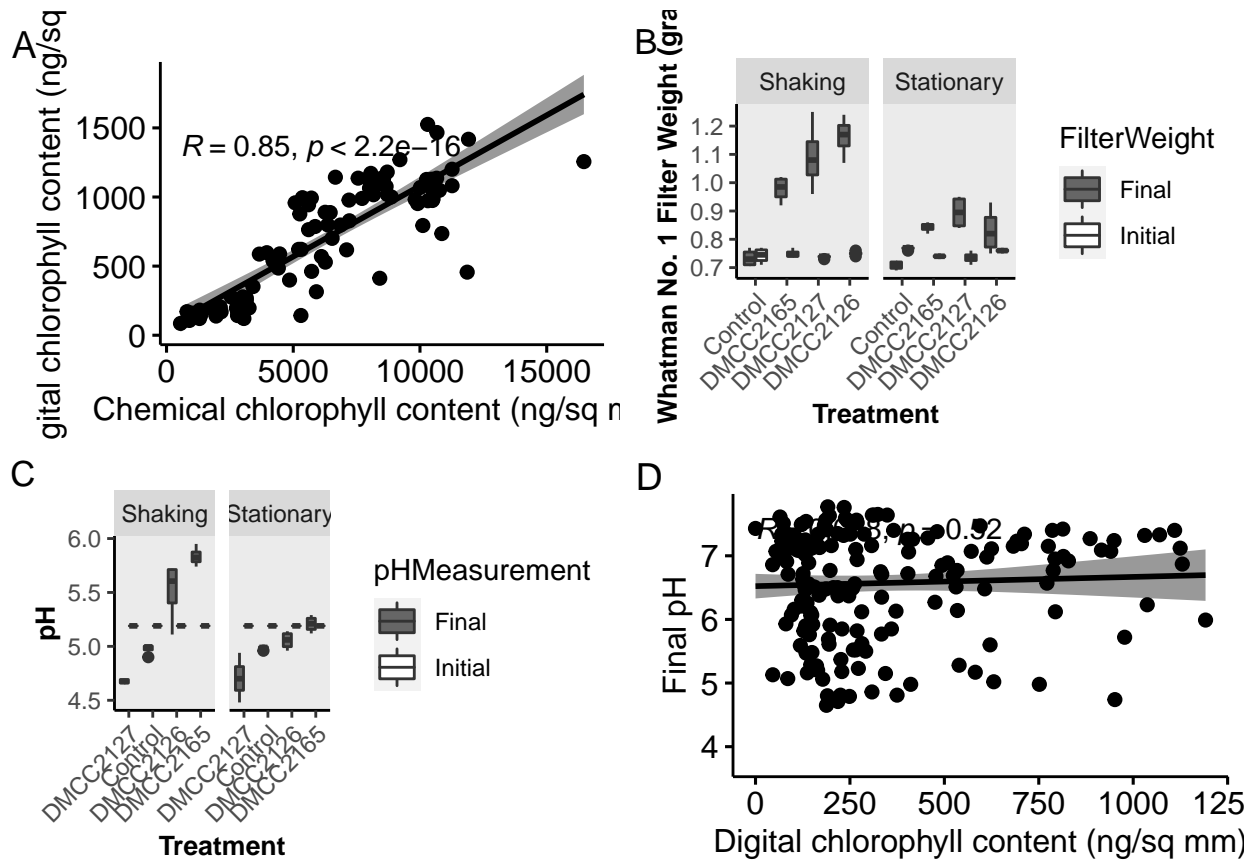 A
gital chlorophyll content (ng/sq
1500
1000
500
0
R = 0.85, p < 2.2e−16
0 5000 10000 15000
Chemical chlorophyll content (ng/sq m
B
Whatman No. 1 Filter Weight (gra
Shaking Stationary
1.2
1.1
1.0
0.9
0.8
0.7
Control DMCC2165 DMCC2127 DMCC2126 Control DMCC2165 DMCC2127 DMCC2126
Treatment
FilterWeight
Final
Initial
C
pH
Shaking Stationary
6.0
5.5
5.0
4.5
DMCC2127 Control DMCC2126 DMCC2165 DMCC2127 Control DMCC2126 DMCC2165
Treatment
pHMeasurement
Final
Initial
D
Final pH
7
6
5
4
0.52
0 250 500 750 1000 125
Digital chlorophyll content (ng/sq mm)